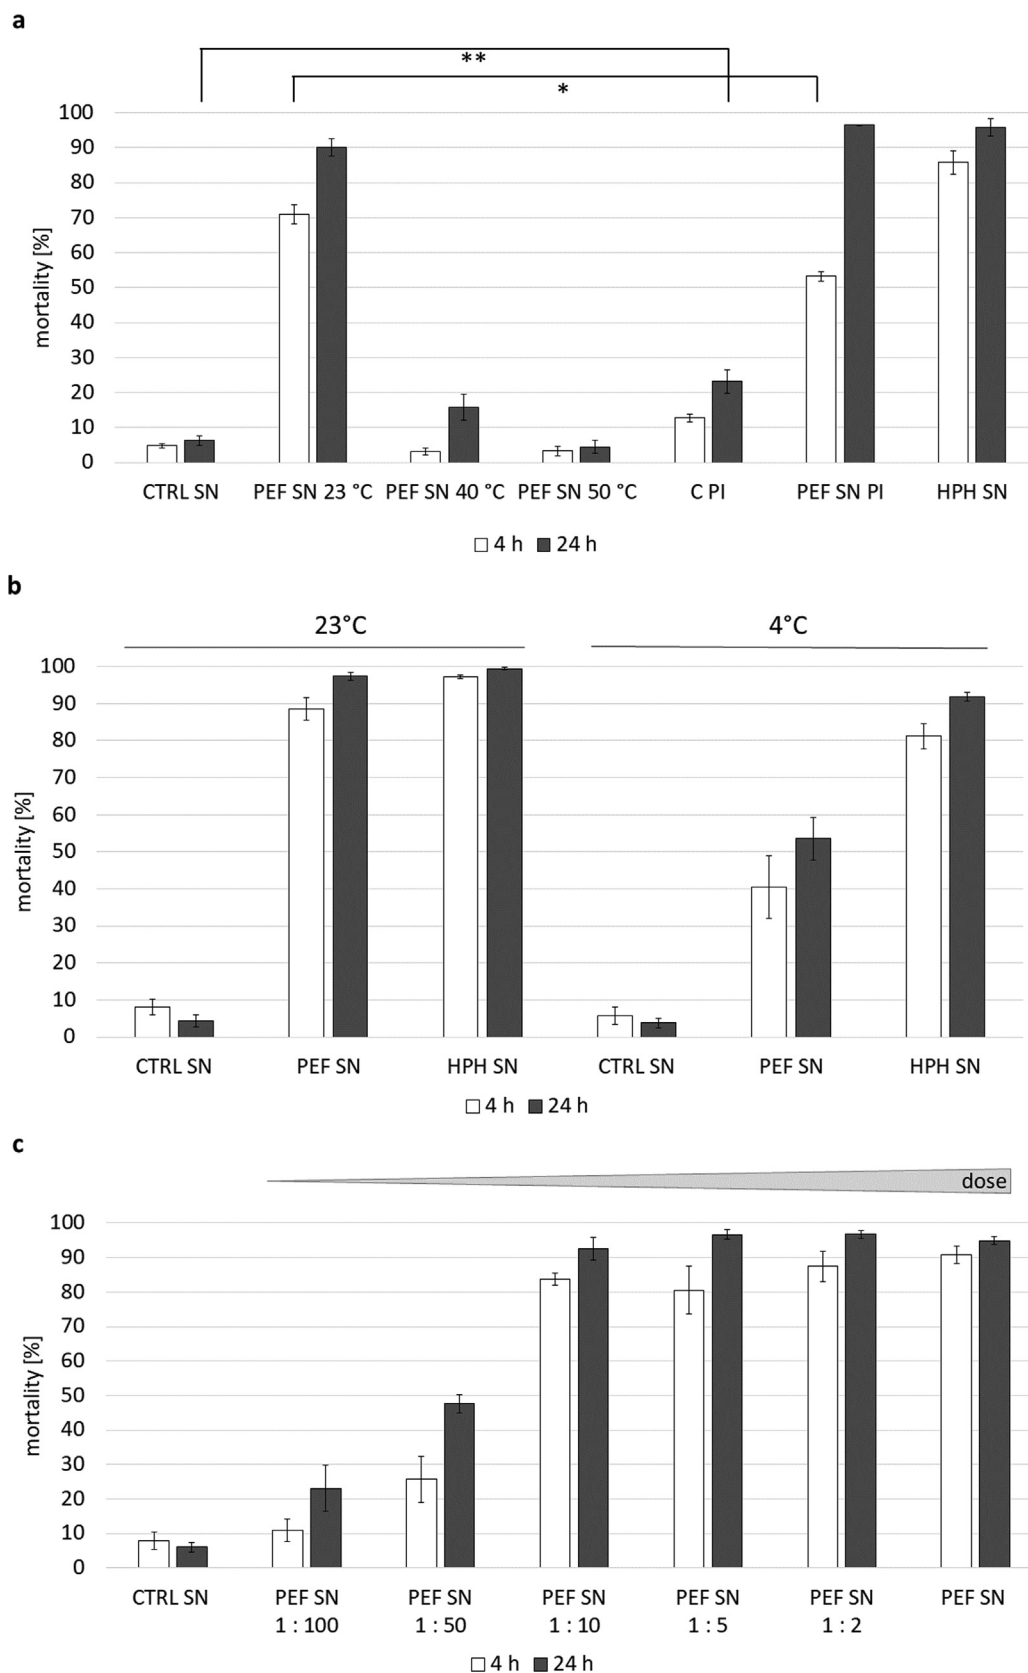 a
**
*
100
90
80
70
60
50
40
30
20
10
0
mortality [%]
CTRL SN PEF SN 23 °C PEF SN 40 °C PEF SN 50 °C C PI PEF SN PI HPH SN
4 h 24 h
b
23°C 4°C
100
90
80
70
60
50
40
30
20
10
0
mortality [%]
CTRL SN PEF SN HPH SN CTRL SN PEF SN HPH SN
4 h 24 h
c
dose
100
90
80
70
60
50
40
30
20
10
0
mortality [%]
CTRL SN PEF SN PEF SN PEF SN PEF SN PEF SN PEF SN
1 : 100 1 : 50 1 : 10 1 : 5 1 : 2
4 h 24 h